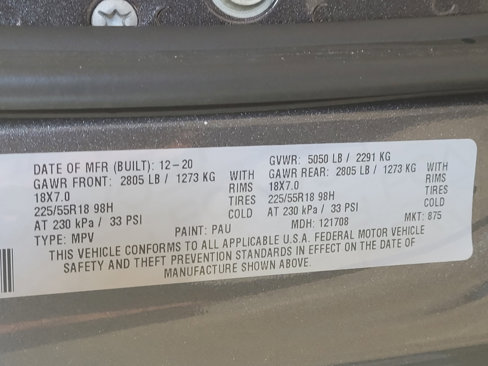 DATE OF MFR (BUILT): 12-20 GVWR: 5050 LB / 2291 KG
GAWR FRONT: 2805 LB / 1273 KG WITH GAWR REAR: 2805 LB / 1273 KG WITH
18X7.0 RIMS 18X7.0 RIMS
225/55R18 98H TIRES 225/55R18 98H TIRES
AT 230 kPa / 33 PSI COLD AT 230 kPa / 33 PSI COLD
TYPE: MPV PAINT: PAU MDH: 121708 MKT: 875
THIS VEHICLE CONFORMS TO ALL APPLICABLE U.S.A. FEDERAL MOTOR VEHICLE
SAFETY AND THEFT PREVENTION STANDARDS IN EFFECT ON THE DATE OF
MANUFACTURE SHOWN ABOVE.